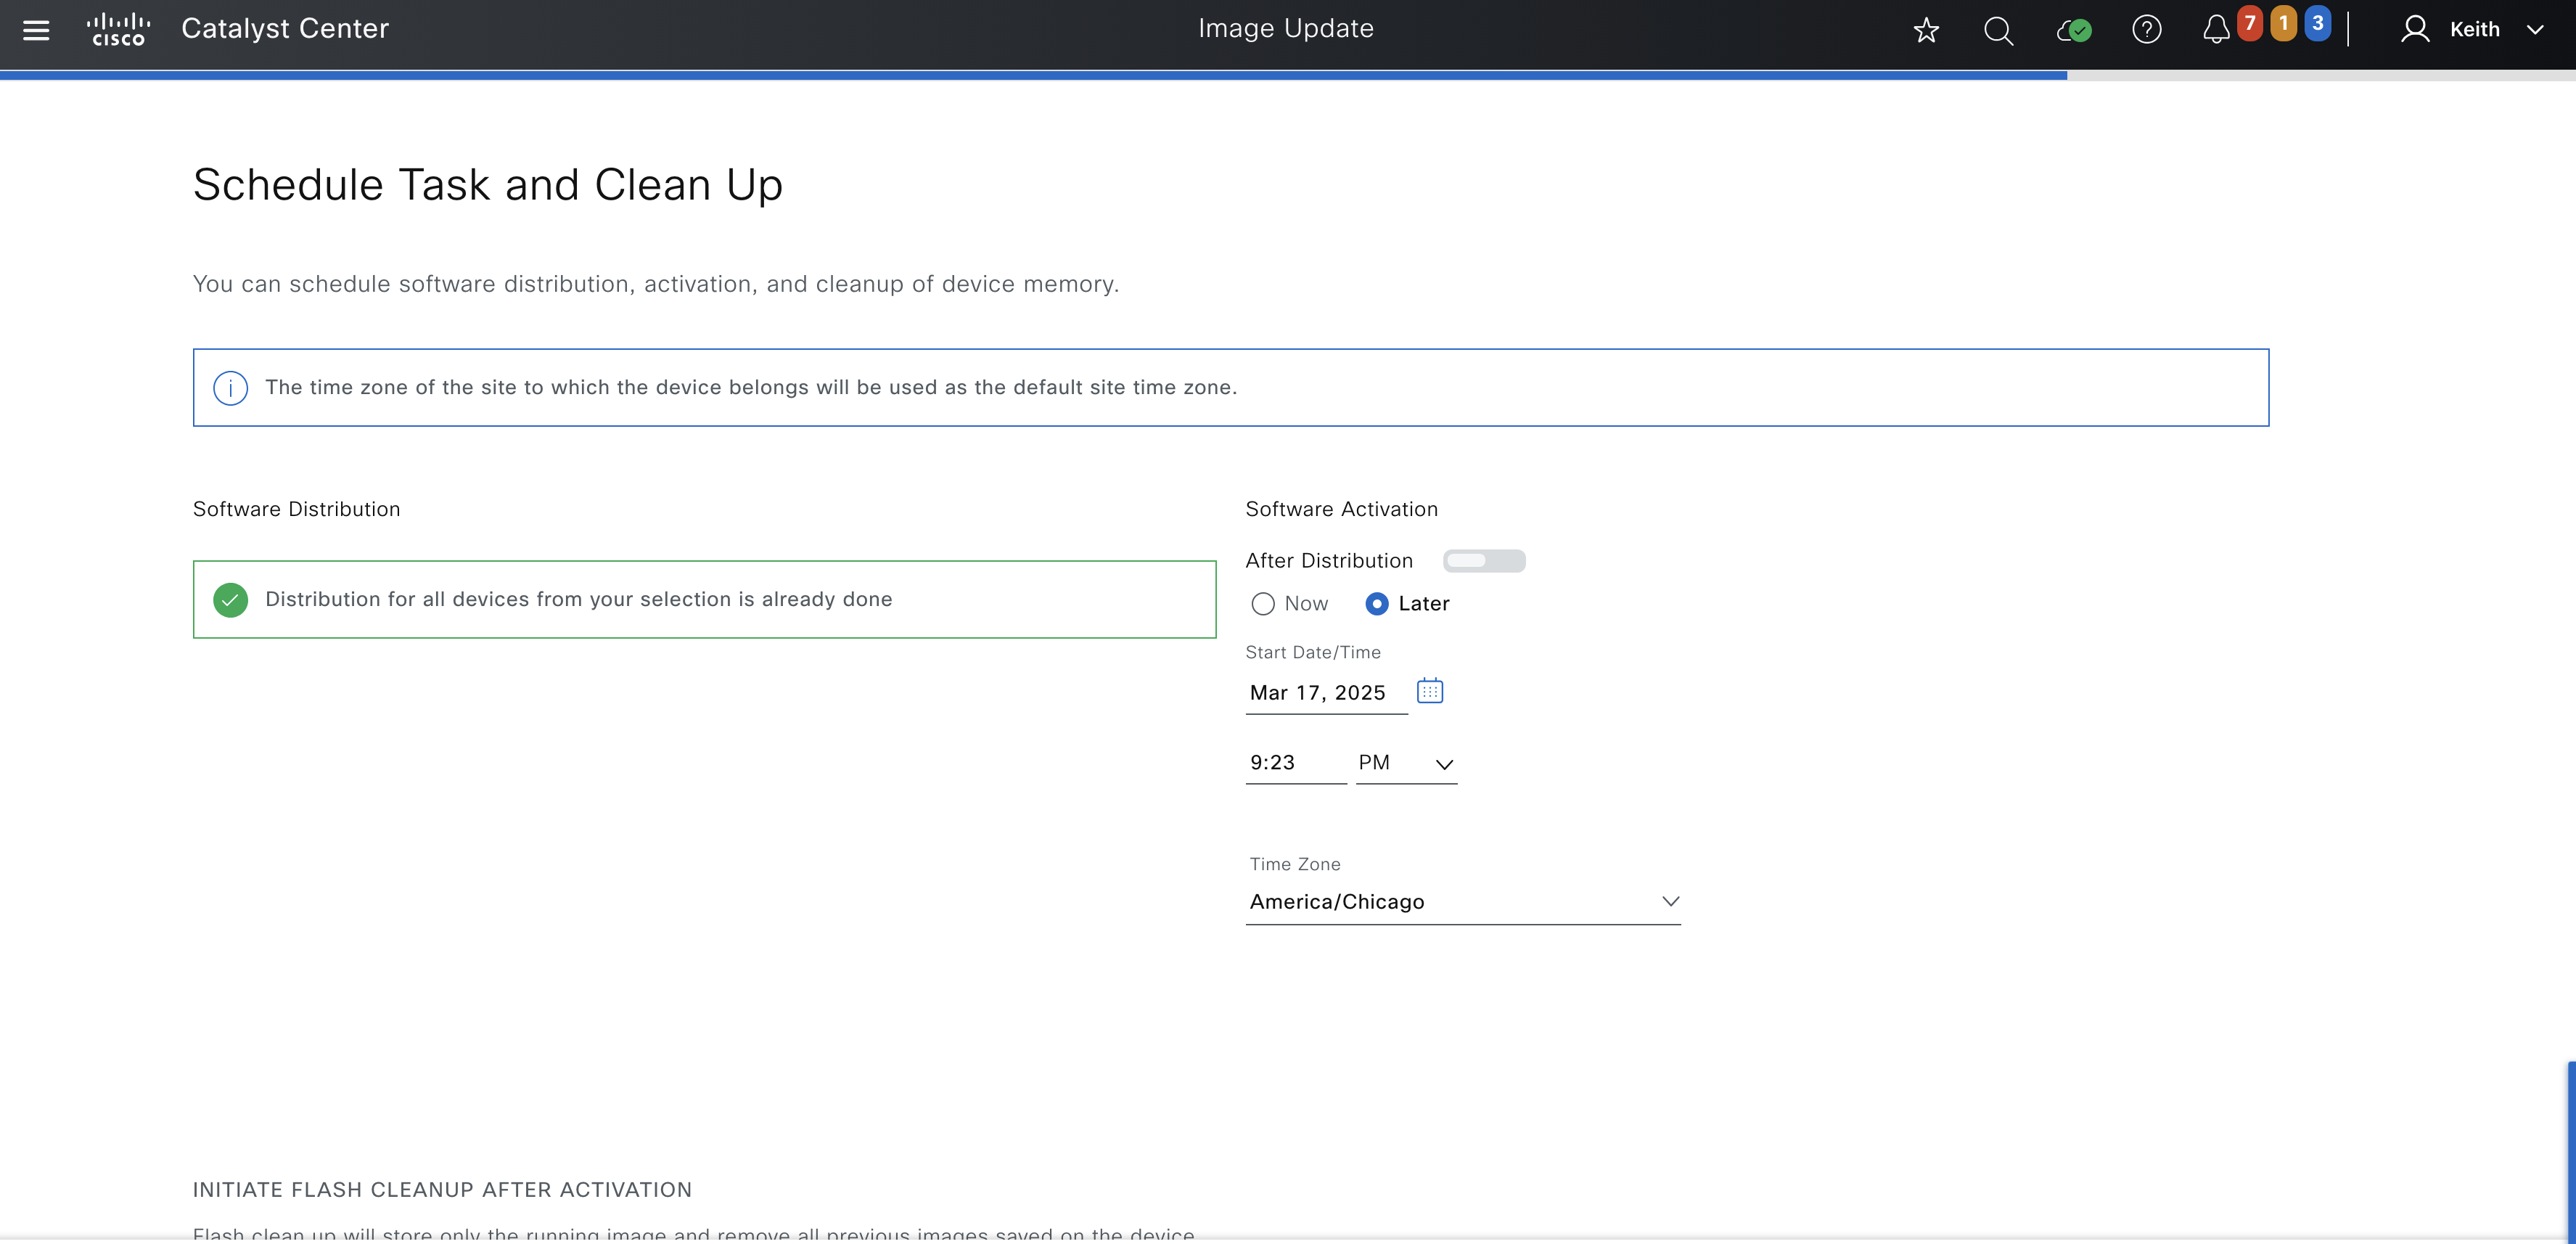 CISCO Catalyst Center Image Update ? 7 1 3 Keith
Schedule Task and Clean Up
You can schedule software distribution, activation, and cleanup of device memory.
i The time zone of the site to which the device belongs will be used as the default site time zone.
Software Distribution
Distribution for all devices from your selection is already done
Software Activation
After Distribution
Now Later
Start Date/Time
Mar 17, 2025
9:23 PM
Time Zone
America/Chicago
INITIATE FLASH CLEANUP AFTER ACTIVATION
Flash clean up will store only the running image and remove all previous images saved on the device